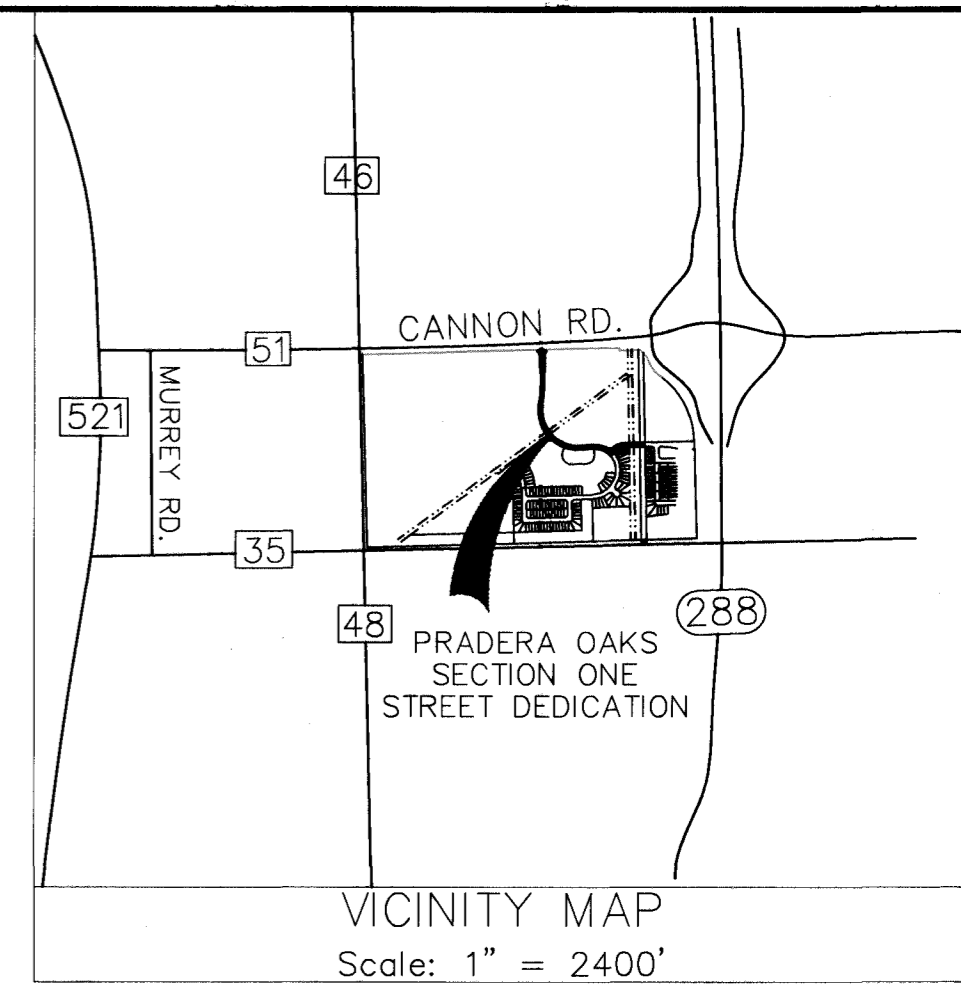 46
CANNON RD.
51
521
MURREY RD.
35
48
288
PRADERA OAKS
SECTION ONE
STREET DEDICATION
VICINITY MAP
Scale: 1" = 2400'